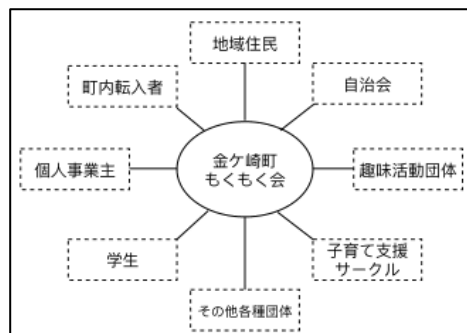 地域住民
町内転入者
自治会
個人事業主
金ケ崎町
もくもく会
趣味活動団体
学生
子育て支援
サークル
その他各種団体